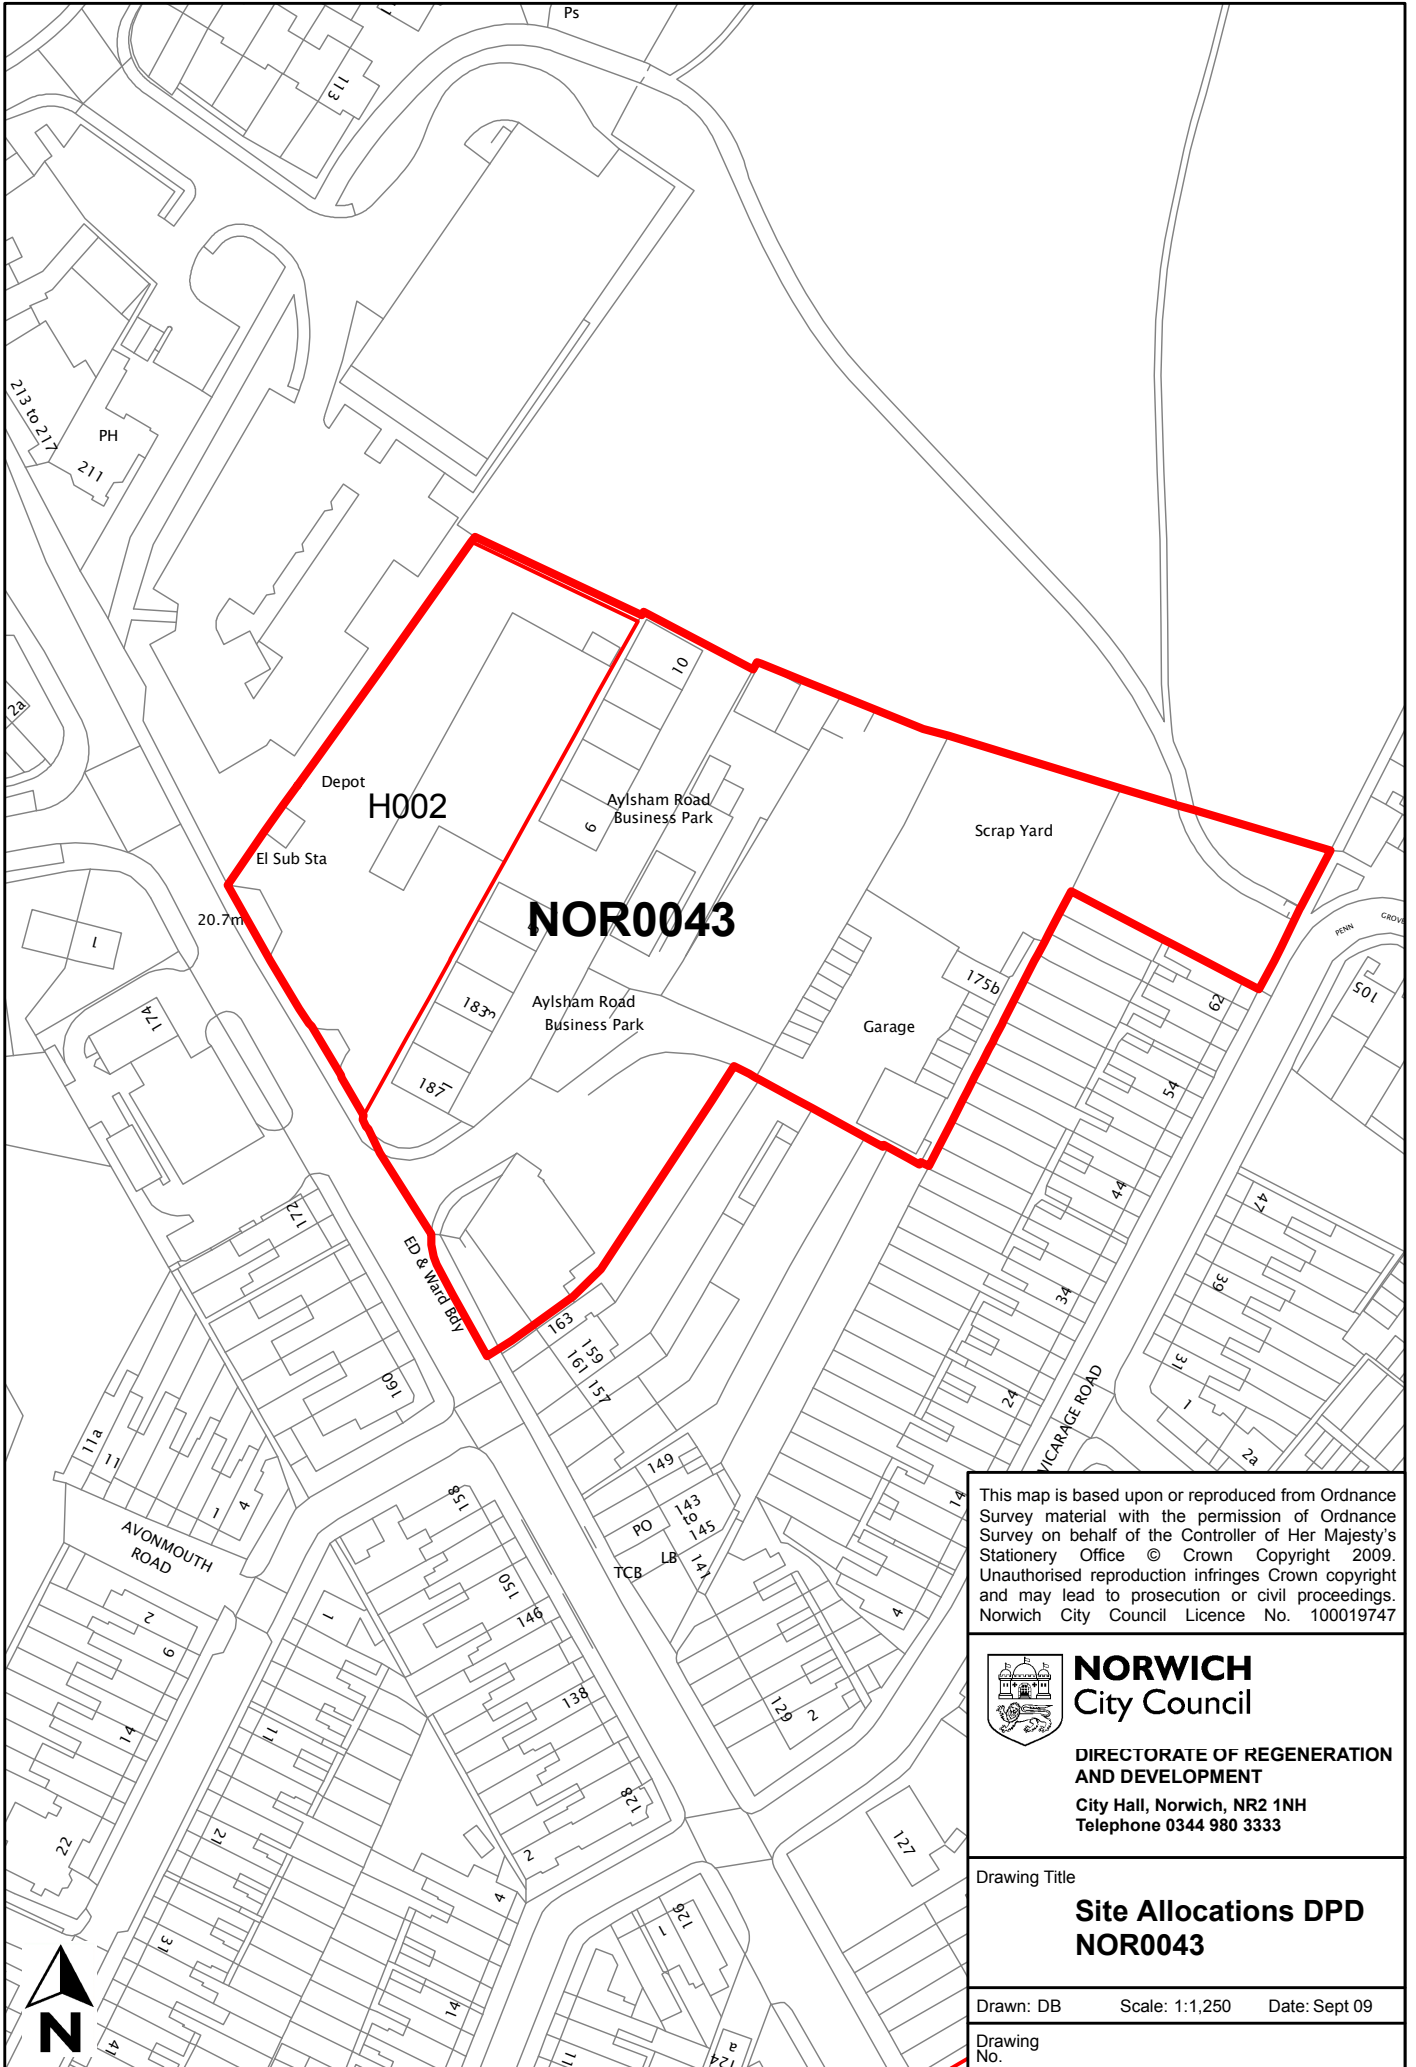 Ps
113
213 to 217
PH
211
2a
10
Depot
H002
Aylsham Road
Business Park
6
Scrap Yard
El Sub Sta
NOR0043
20.7m
1
PENN
GROVE
175b
105
183
Aylsham Road
Business Park
Garage
62
174
187
1
54
172
44
47
ED & Ward Bdy
34
39
163
159
161
157
160
31
1
24
VICARAGE ROAD
11a
11
2a
149
158
14
1
4
143
to
145
PO
LB
141
TCB
AVONMOUTH
ROAD
150
146
1
2
9
4
138
129
2
11
14
128
127
21
22
2
4
126
1
31
14
41
11
124
a
N
This map is based upon or reproduced from Ordnance
Survey material with the permission of Ordnance
Survey on behalf of the Controller of Her Majesty's
Stationery Office © Crown Copyright 2009.
Unauthorised reproduction infringes Crown copyright
and may lead to prosecution or civil proceedings.
Norwich City Council Licence No. 100019747
NORWICH
City Council
DIRECTORATE OF REGENERATION
AND DEVELOPMENT
City Hall, Norwich, NR2 1NH
Telephone 0344 980 3333
Drawing Title
Site Allocations DPD
NOR0043
Drawn: DB Scale: 1:1,250 Date: Sept 09
Drawing
No.